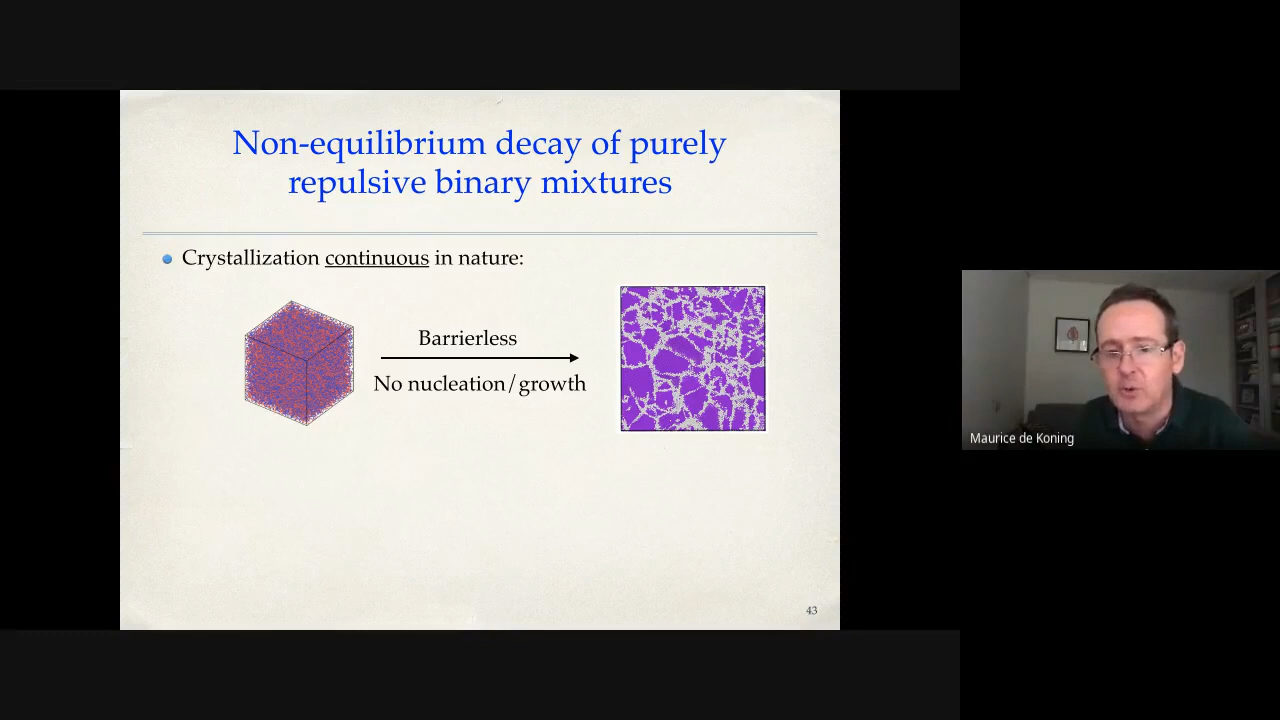 Non-equilibrium decay of purely
repulsive binary mixtures
Crystallization continuous in nature:
Barrierless
No nucleation/growth
43
Maurice de Koning